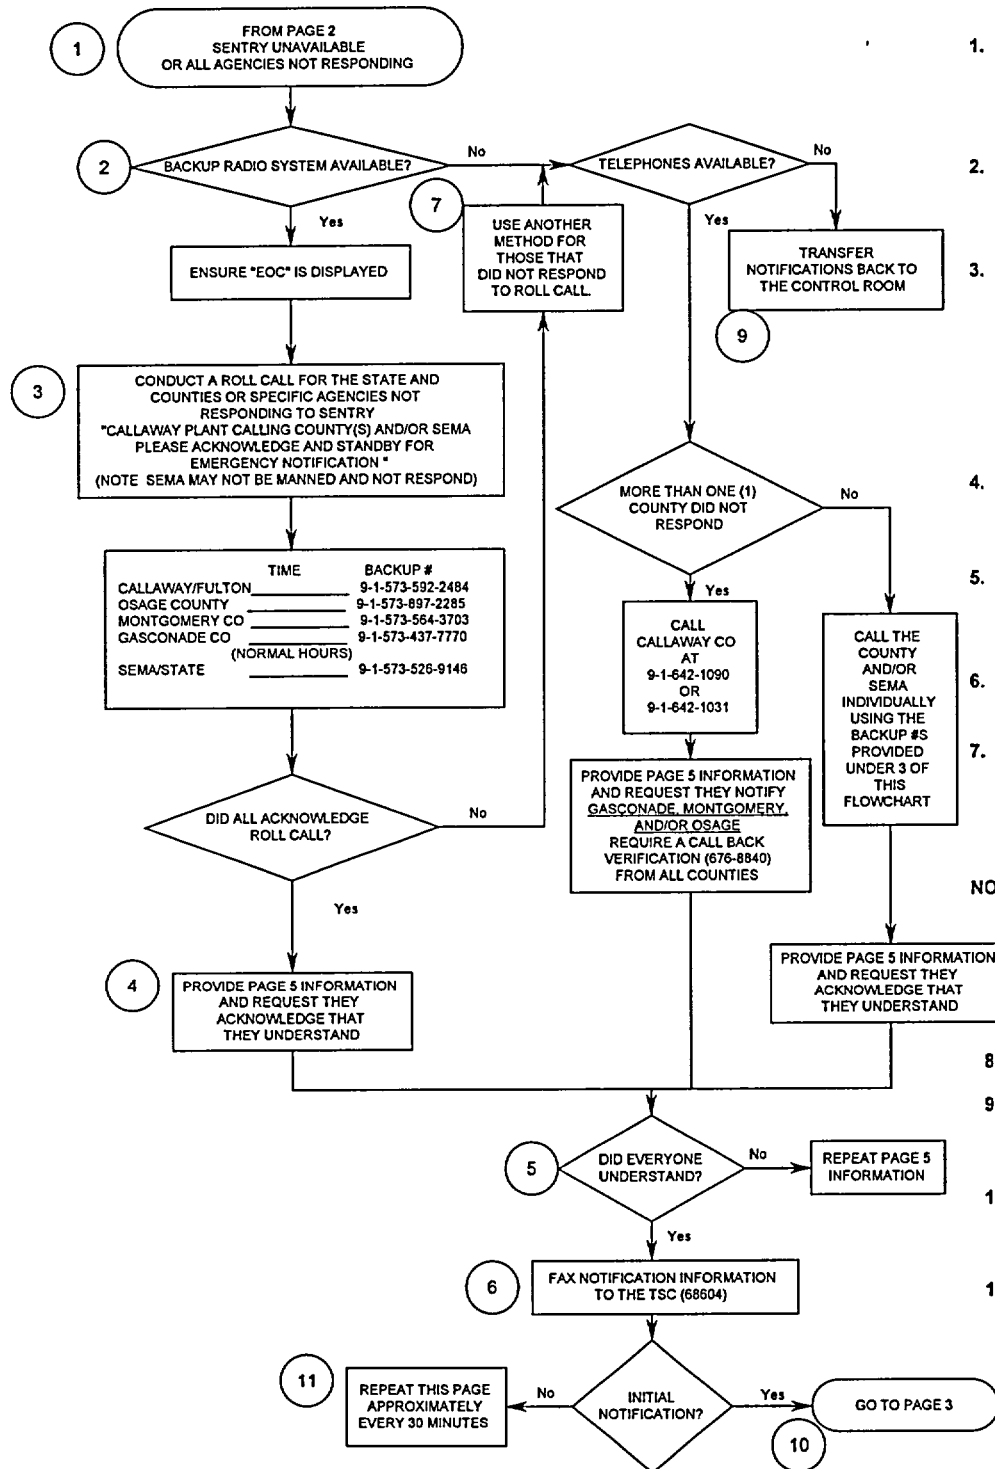 1
FROM PAGE 2
SENTRY UNAVAILABLE
OR ALL AGENCIES NOT RESPONDING
2
BACKUP RADIO SYSTEM AVAILABLE?
No
Yes
TELEPHONES AVAILABLE?
No
Yes
7
USE ANOTHER
METHOD FOR
THOSE THAT
DID NOT RESPOND
TO ROLL CALL.
ENSURE "EOC" IS DISPLAYED
TRANSFER
NOTIFICATIONS BACK TO
THE CONTROL ROOM
9
3
CONDUCT A ROLL CALL FOR THE STATE AND
COUNTIES OR SPECIFIC AGENCIES NOT
RESPONDING TO SENTRY
"CALLAWAY PLANT CALLING COUNTY(S) AND/OR SEMA
PLEASE ACKNOWLEDGE AND STANDBY FOR
EMERGENCY NOTIFICATION "
(NOTE SEMA MAY NOT BE MANNED AND NOT RESPOND)
MORE THAN ONE (1)
COUNTY DID NOT
RESPOND
No
Yes
TIME BACKUP #
CALLAWAY/FULTON 9-1-573-592-2484
OSAGE COUNTY 9-1-573-897-2285
MONTGOMERY CO 9-1-573-564-3703
GASCONADE CO 9-1-573-437-7770
(NORMAL HOURS)
SEMA/STATE 9-1-573-526-9146
CALL
CALLAWAY CO
AT
9-1-642-1090
OR
9-1-642-1031
CALL THE
COUNTY
AND/OR
SEMA
INDIVIDUALLY
USING THE
BACKUP #S
PROVIDED
UNDER 3 OF
THIS
FLOWCHART
DID ALL ACKNOWLEDGE
ROLL CALL?
No
Yes
PROVIDE PAGE 5 INFORMATION
AND REQUEST THEY NOTIFY
GASCONADE, MONTGOMERY,
AND/OR OSAGE
REQUIRE A CALL BACK
VERIFICATION (676-8840)
FROM ALL COUNTIES
4
PROVIDE PAGE 5 INFORMATION
AND REQUEST THEY
ACKNOWLEDGE THAT
THEY UNDERSTAND
PROVIDE PAGE 5 INFORMATION
AND REQUEST THEY
ACKNOWLEDGE THAT
THEY UNDERSTAND
5
DID EVERYONE
UNDERSTAND?
No
REPEAT PAGE 5
INFORMATION
Yes
6
FAX NOTIFICATION INFORMATION
TO THE TSC (68604)
11
REPEAT THIS PAGE
APPROXIMATELY
EVERY 30 MINUTES
No
INITIAL
NOTIFICATION?
Yes
GO TO PAGE 3
10
1.
2.
3.
4.
5.
6.
7.
NO
8
9
1
1